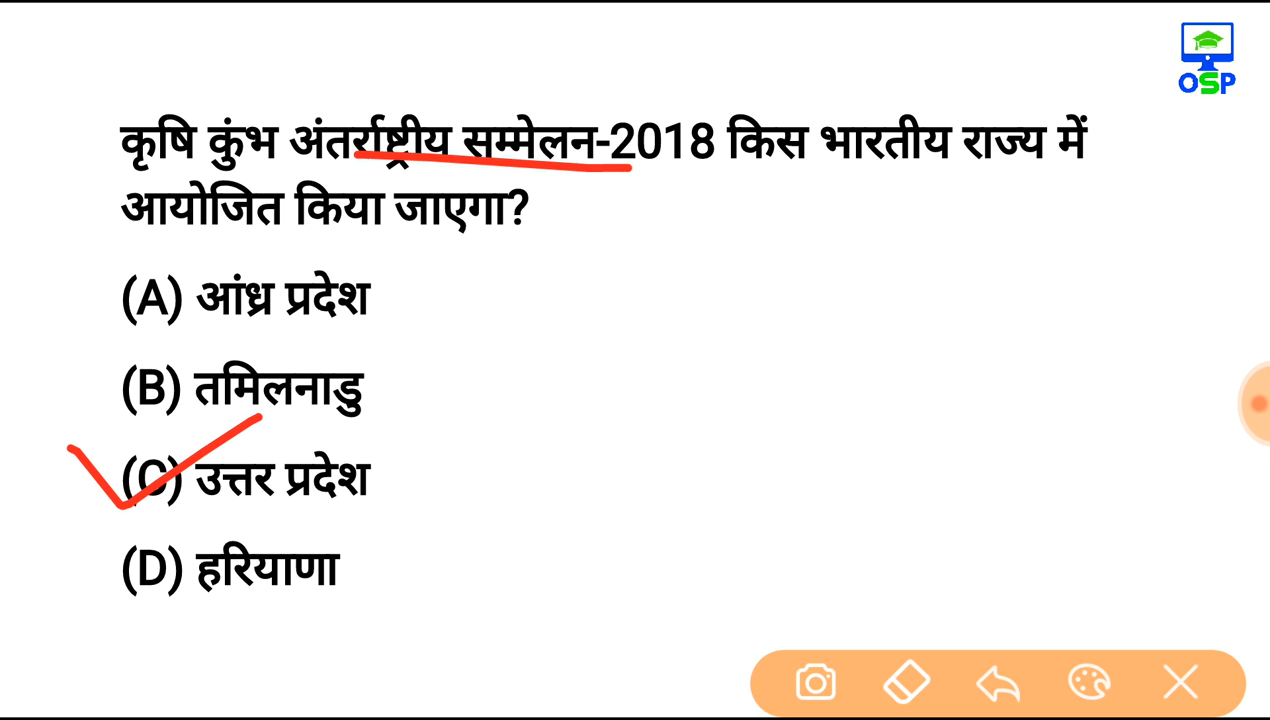 OSP
कृषि कुंभ अंतर्राष्ट्रीय सम्मेलन-2018 किस भारतीय राज्य में
आयोजित किया जाएगा?
(A) आंध्र प्रदेश
(B) तमिलनाडु
(C) उत्तर प्रदेश
(D) हरियाणा